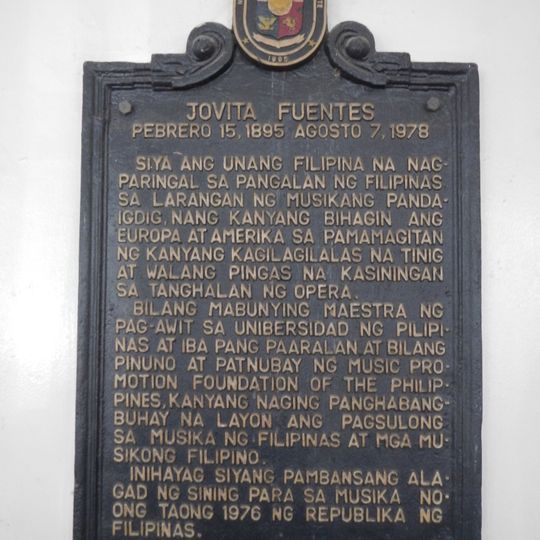 1995
JOVITA FUENTES
PEBRERO 15, 1895 AGOSTO 7, 1978
SIYA ANG UNANG FILIPINA NA NAG-
PARINGAL SA PANGALAN NG FILIPINAS
SA LARANGAN NG MUSIKANG PANDA-
IGDIG, NANG KANYANG BIHAGIN ANG
EUROPA AT AMERIKA SA PAMAMAGITAN
NG KANYANG KAGILAGILALAS NA TINIG
AT WALANG PINGAS NA KASININGAN
SA TANGHALAN NG OPERA.
BILANG MABUNYING MAESTRA NG
PAG-AWIT SA UNIBERSIDAD NG PILIPI-
NAS AT IBA PANG PAARALAN AT BILANG
PINUNO AT PATNUBAY NG MUSIC PRO-
MOTION FOUNDATION OF THE PHILIP-
PINES, KANYANG NAGING PANGHABANG-
BUHAY NA LAYON ANG PAGSULONG
SA MUSIKA NG FILIPINAS AT MGA MU-
SIKONG FILIPINO.
INIHAYAG SIYANG PAMBANSANG ALA-
GAD NG SINING PARA SA MUSIKA NO-
ONG TAONG 1976 NG REPUBLIKA NG
FILIPINAS.